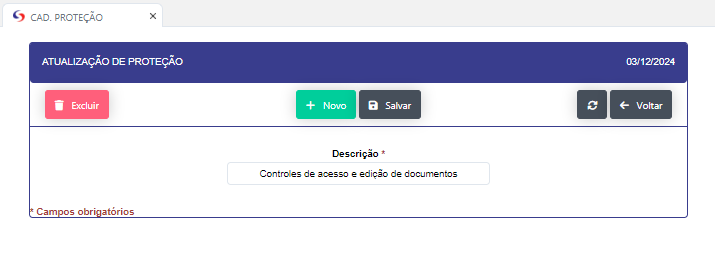 CAD. PROTEÇÃO
ATUALIZAÇÃO DE PROTEÇÃO 03/12/2024
Excluir Novo Salvar Voltar
Descrição *
Controles de acesso e edição de documentos
* Campos obrigatórios